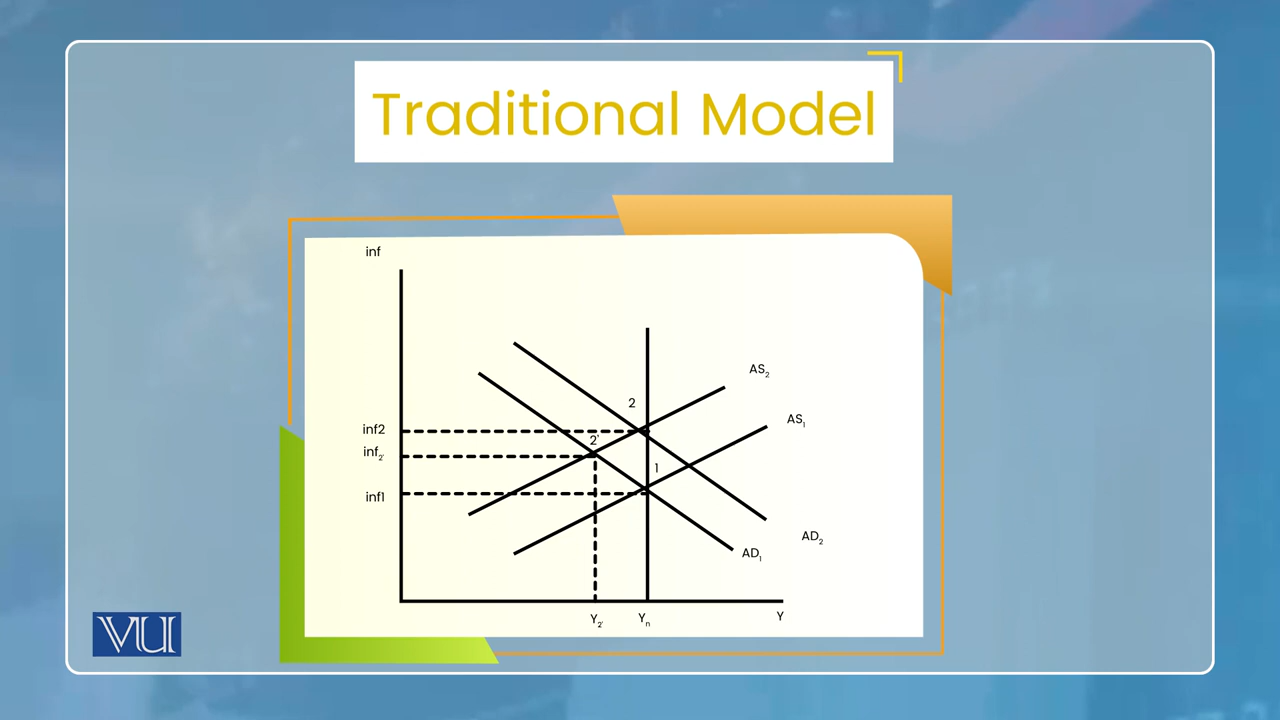 Traditional Model
inf
AS₂
2
AS₁
inf2
2'
inf₂'
1
inf1
AD₂
AD₁
Y₂'
Yₙ
Y
VU